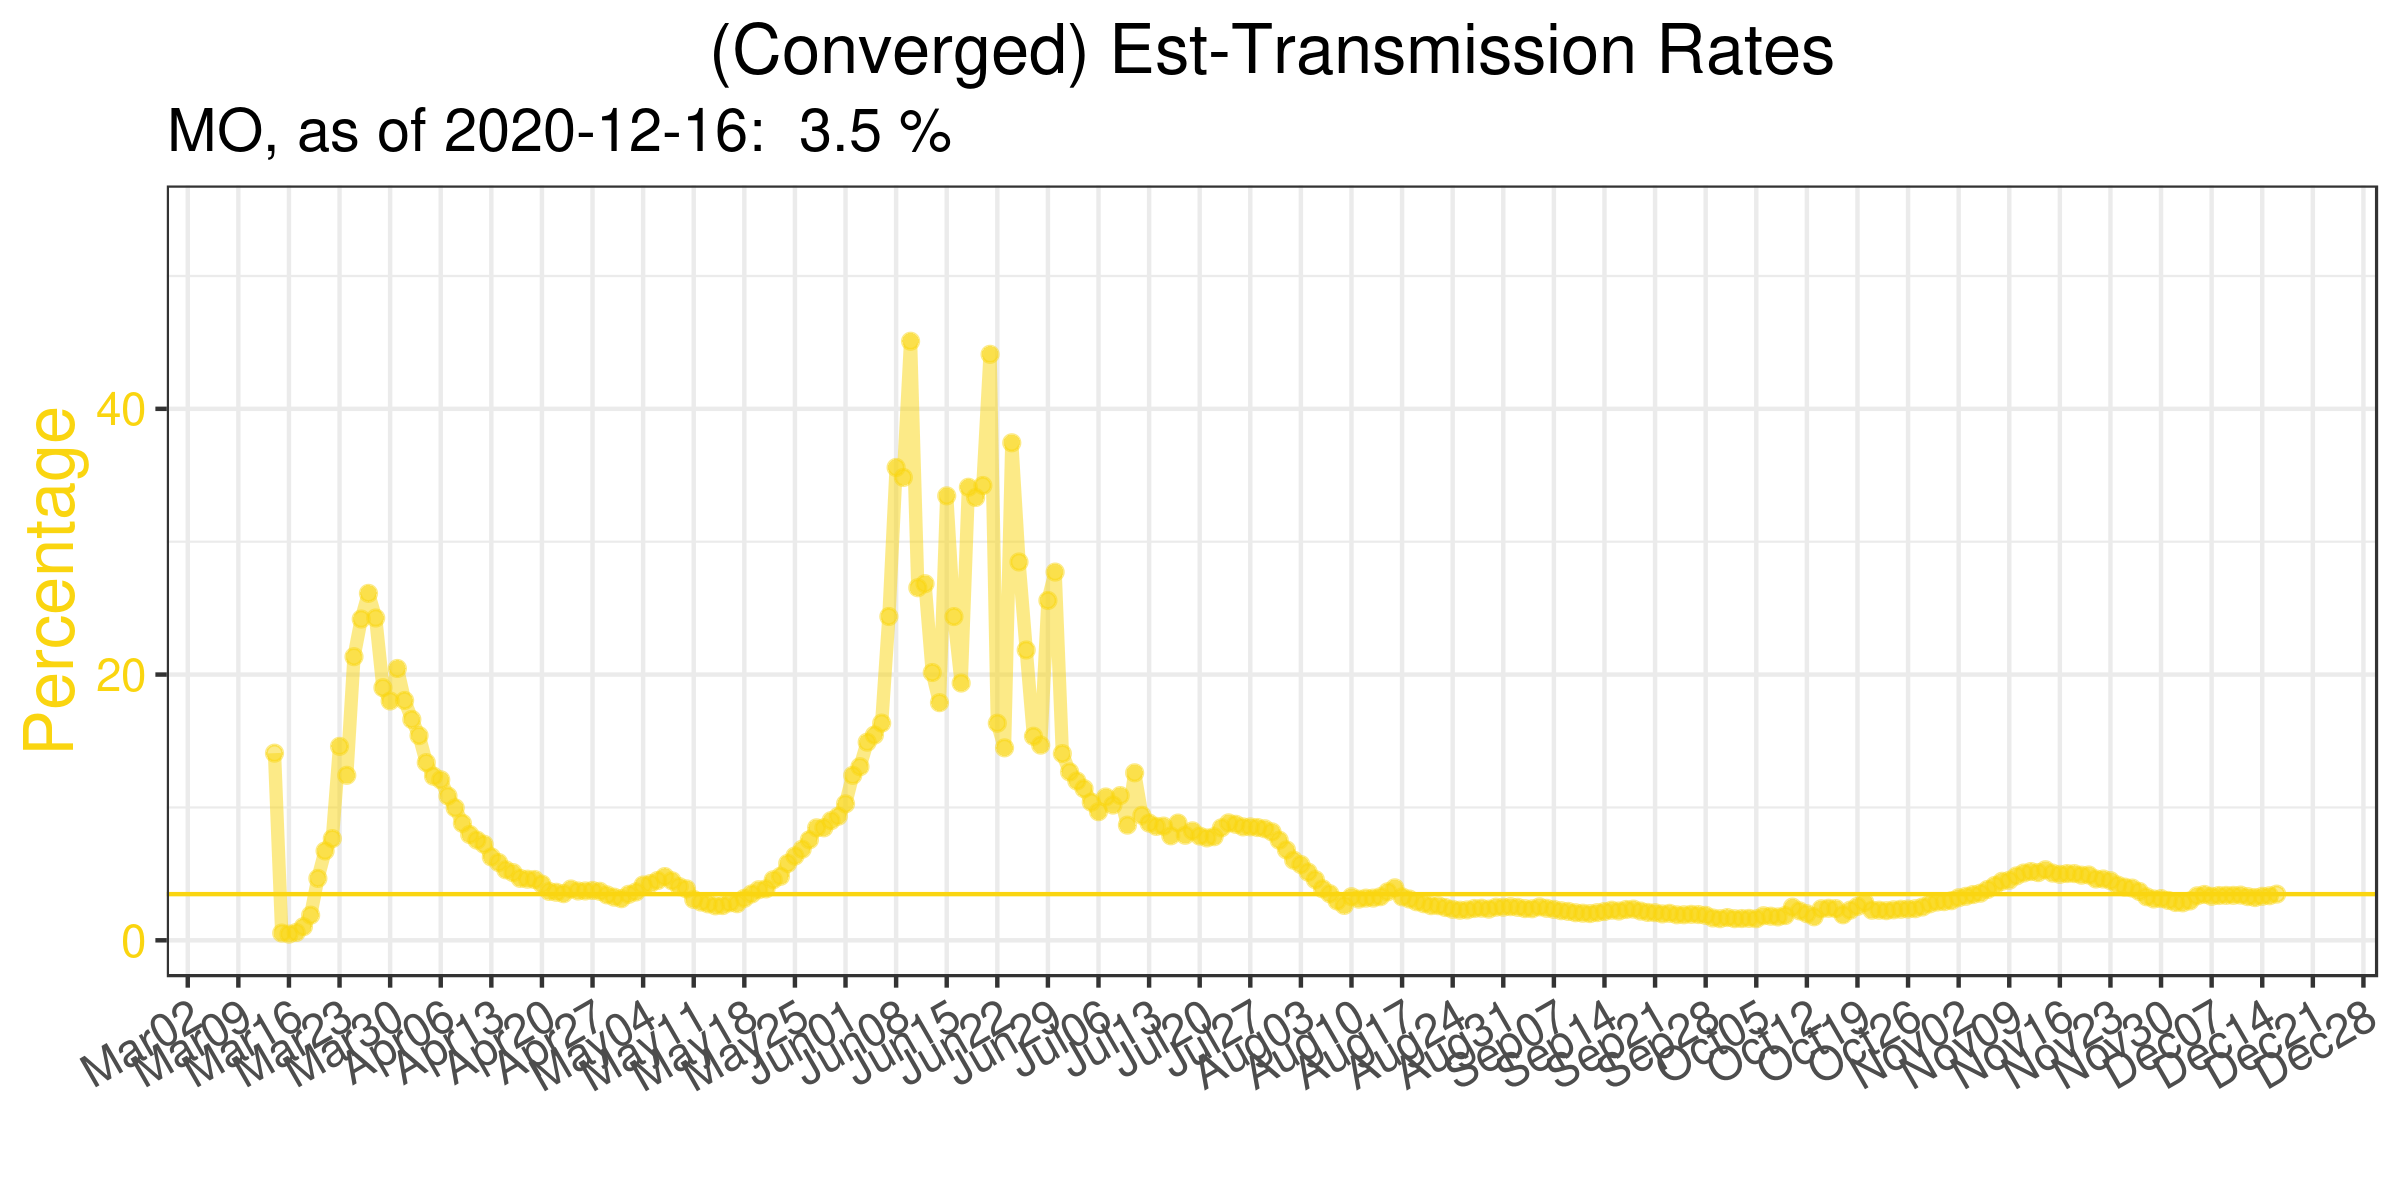 (Converged) Est-Transmission Rates
MO, as of 2020-12-16:  3.5 %
Percentage
40
20
0
Mar02
Mar09
Mar16
Mar23
Mar30
Apr06
Apr13
Apr20
Apr27
May04
May11
May18
May25
Jun01
Jun08
Jun15
Jun22
Jun29
Jul06
Jul13
Jul20
Jul27
Aug03
Aug10
Aug17
Aug24
Aug31
Sep07
Sep14
Sep21
Sep28
Oct05
Oct12
Oct19
Oct26
Nov02
Nov09
Nov16
Nov23
Nov30
Dec07
Dec14
Dec21
Dec28